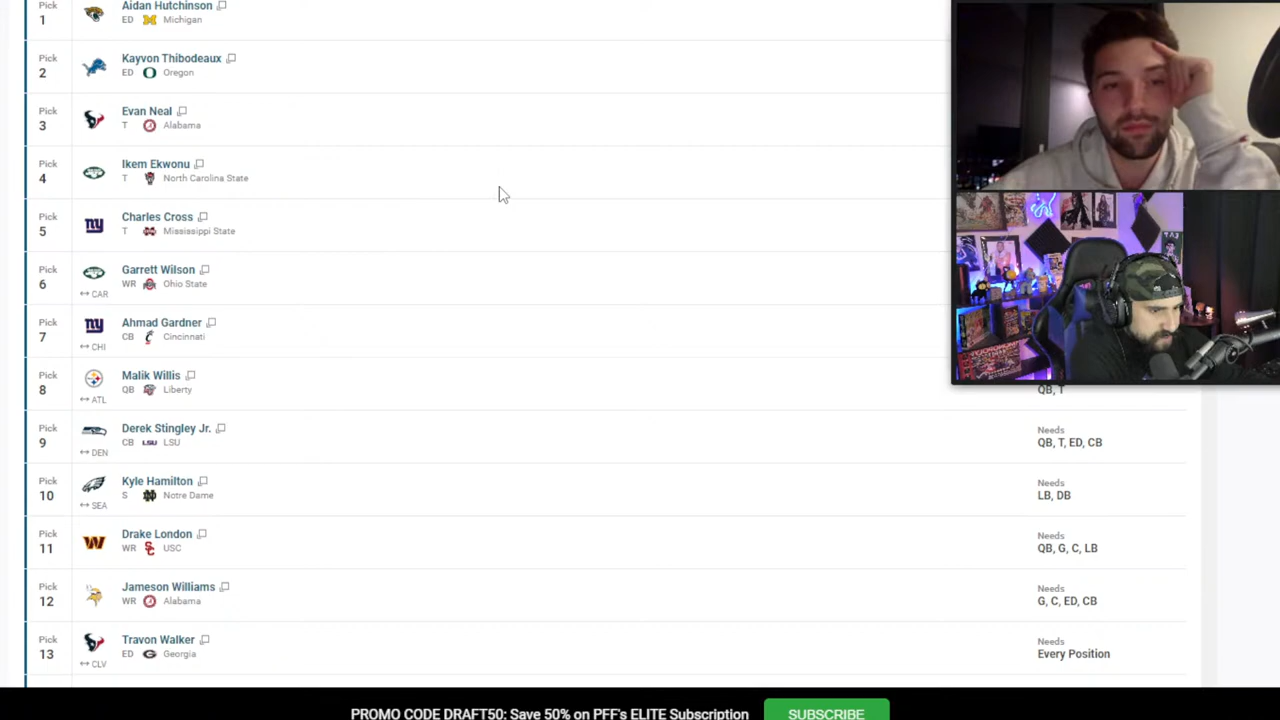 Pick
1
Aidan Hutchinson
ED Michigan
Pick
2
Kayvon Thibodeaux
ED Oregon
Pick
3
Evan Neal
T Alabama
Pick
4
Ikem Ekwonu
T North Carolina State
Pick
5
Charles Cross
T Mississippi State
Pick
6
Garrett Wilson
WR Ohio State
↔ CAR
Pick
7
Ahmad Gardner
CB Cincinnati
↔ CHI
Pick
8
Malik Willis
QB Liberty
↔ ATL
QB, T
Pick
9
Derek Stingley Jr.
CB LSU LSU
↔ DEN
Needs
QB, T, ED, CB
Pick
10
Kyle Hamilton
S Notre Dame
↔ SEA
Needs
LB, DB
Pick
11
Drake London
WR USC
Needs
QB, G, C, LB
Pick
12
Jameson Williams
WR Alabama
Needs
G, C, ED, CB
Pick
13
Travon Walker
ED Georgia
↔ CLV
Needs
Every Position
PROMO CODE DRAFT50: Save 50% on PFF's ELITE Subscription
SUBSCRIBE